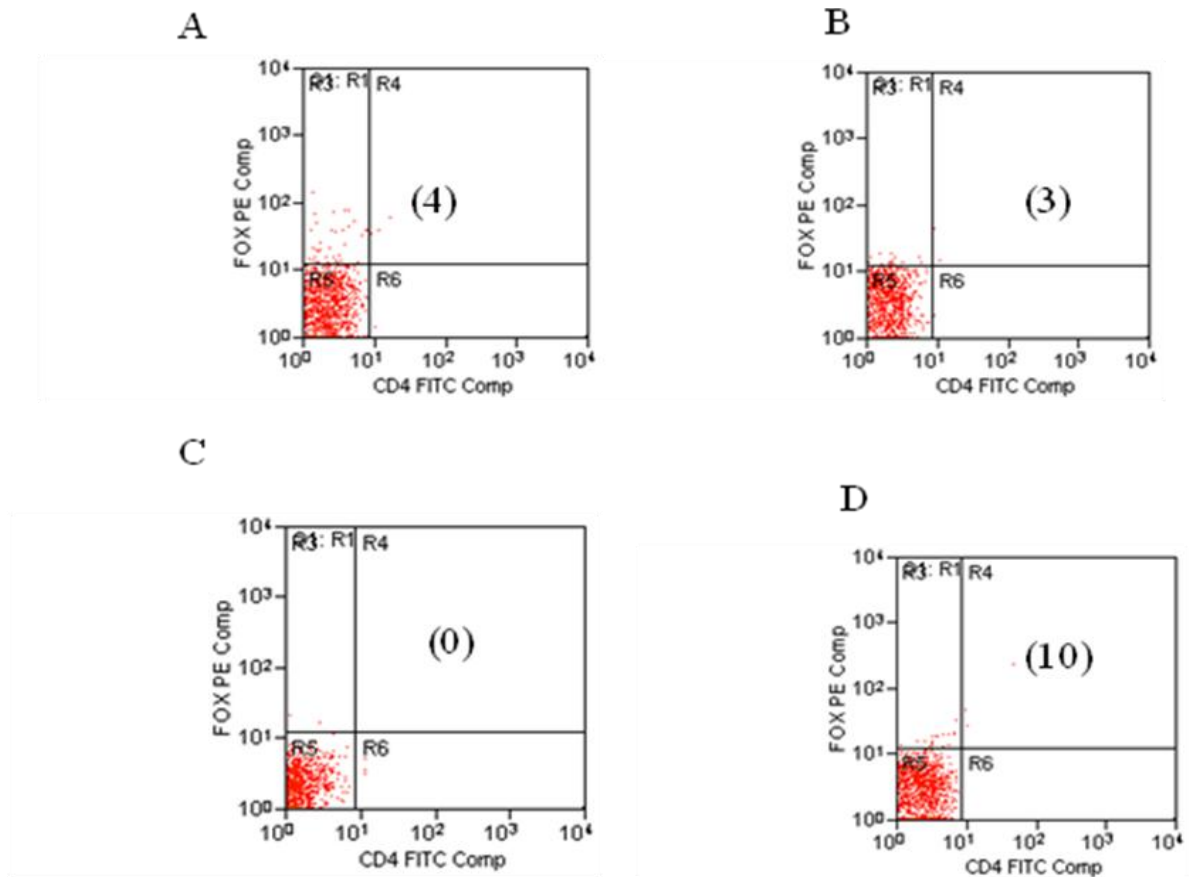 A
10⁴
10³
10²
10¹
10⁰
FOX PE Comp
R3
G1: R1
R4
(4)
R5
R6
10⁰ 10¹ 10² 10³ 10⁴
CD4 FITC Comp
B
10⁴
10³
10²
10¹
10⁰
FOX PE Comp
R3
G1: R1
R4
(3)
R5
R6
10⁰ 10¹ 10² 10³ 10⁴
CD4 FITC Comp
C
10⁴
10³
10²
10¹
10⁰
FOX PE Comp
R3
G1: R1
R4
(0)
R5
R6
10⁰ 10¹ 10² 10³ 10⁴
CD4 FITC Comp
D
10⁴
10³
10²
10¹
10⁰
FOX PE Comp
R3
G1: R1
R4
(10)
R5
R6
10⁰ 10¹ 10² 10³ 10⁴
CD4 FITC Comp